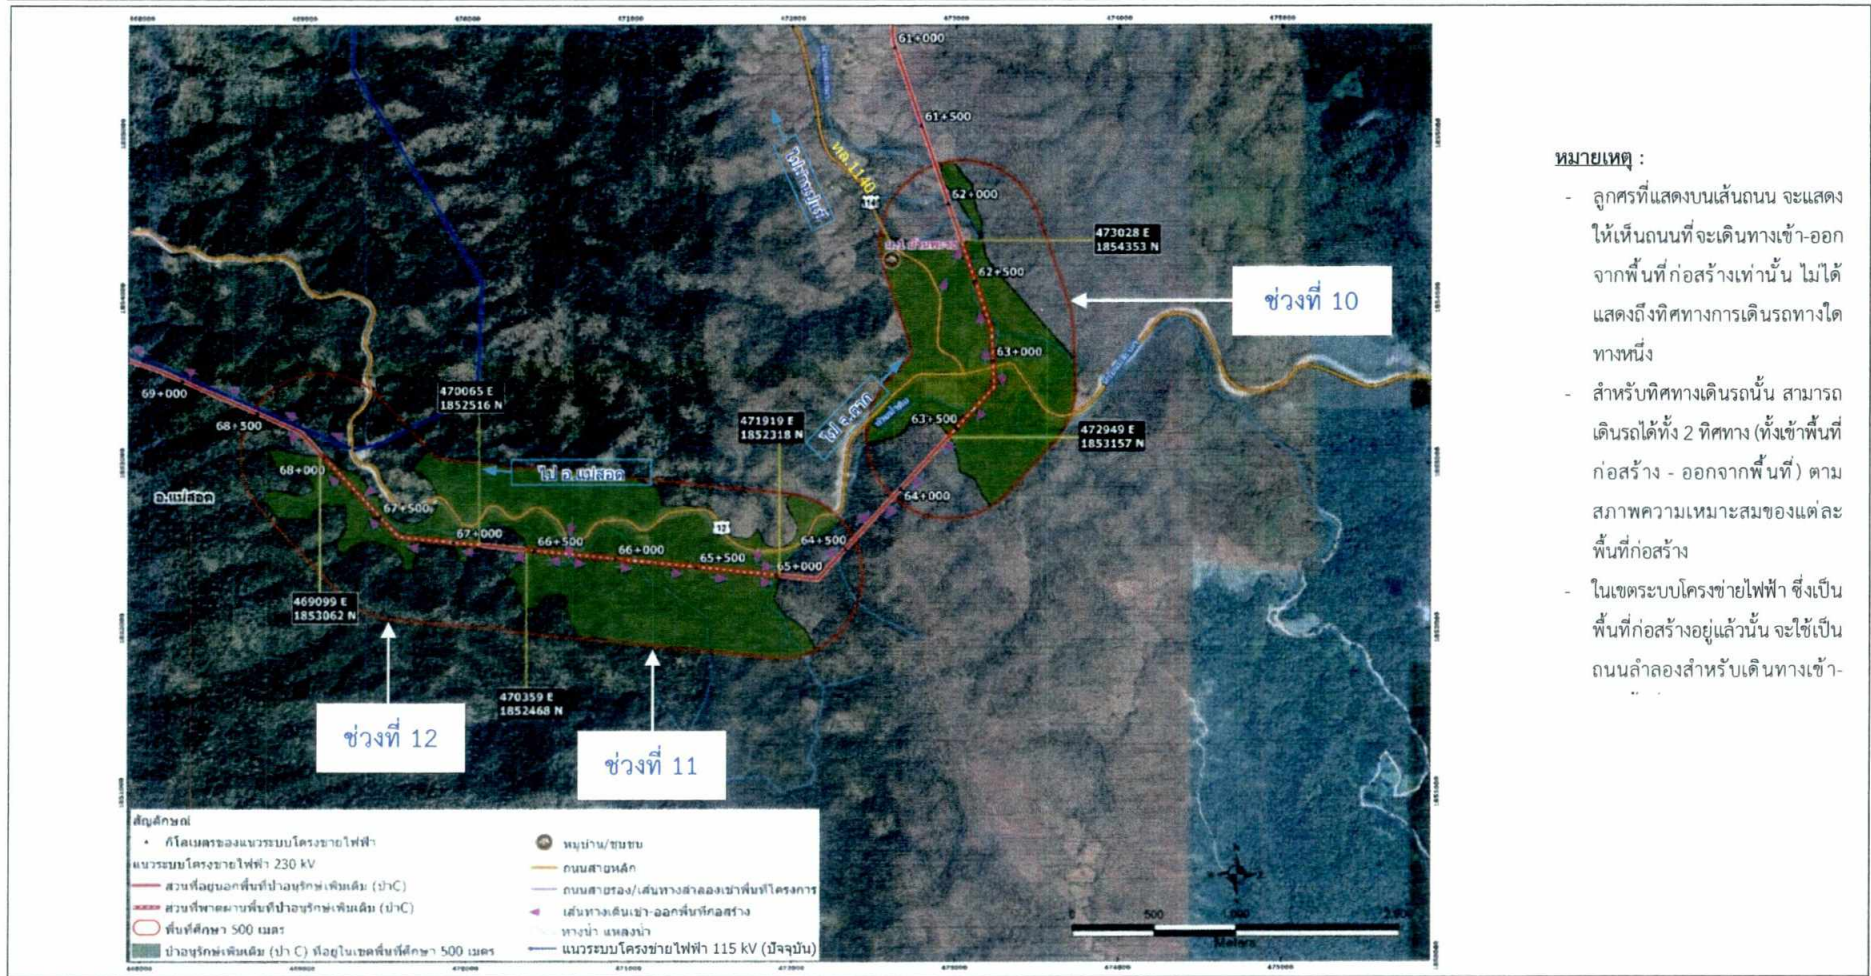 468000 469000 470000 471000 472000 473000 474000 475000
61+000
61+500
ทล.1140
62+000
473028 E
1854353 N
62+500
ช่วงที่ 10
63+000
ไป จ.ตาก
63+500
472949 E
1853157 N
64+000
470065 E
1852516 N
471919 E
1852318 N
69+000
68+500
68+000
ไป อ.แม่สอด
อ.แม่สอด
67+500
67+000
66+500
66+000
65+500
65+000
64+500
12
469099 E
1853062 N
470359 E
1852468 N
ช่วงที่ 12
ช่วงที่ 11
หมายเหตุ :
- ลูกศรที่แสดงบนเส้นถนน จะแสดง
ให้เห็นถนนที่จะเดินทางเข้า-ออก
จากพื้นที่ก่อสร้างเท่านั้น ไม่ได้
แสดงถึงทิศทางการเดินรถทางใด
ทางหนึ่ง
- สำหรับทิศทางเดินรถนั้น สามารถ
เดินรถได้ทั้ง 2 ทิศทาง (ทั้งเข้าพื้นที่
ก่อสร้าง - ออกจากพื้นที่) ตาม
สภาพความเหมาะสมของแต่ละ
พื้นที่ก่อสร้าง
- ในเขตระบบโครงข่ายไฟฟ้า ซึ่งเป็น
พื้นที่ก่อสร้างอยู่แล้วนั้น จะใช้เป็น
ถนนลำลองสำหรับเดินทางเข้า-
สัญลักษณ์
กิโลเมตรของแนวระบบโครงข่ายไฟฟ้า
แนวระบบโครงข่ายไฟฟ้า 230 kV
ส่วนที่อยู่นอกพื้นที่ป่าอนุรักษ์เพิ่มเติม (ป่าC)
ส่วนที่พาดผ่านพื้นที่ป่าอนุรักษ์เพิ่มเติม (ป่าC)
พื้นที่ศึกษา 500 เมตร
ป่าอนุรักษ์เพิ่มเติม (ป่า C) ที่อยู่ในเขตพื้นที่ศึกษา 500 เมตร
หมู่บ้าน/ชุมชน
ถนนสายหลัก
ถนนสายรอง/เส้นทางลำลองเข้าพื้นที่โครงการ
เส้นทางเดินเข้า-ออกพื้นที่ก่อสร้าง
ทางน้ำ แหล่งน้ำ
แนวระบบโครงข่ายไฟฟ้า 115 kV (ปัจจุบัน)
0 500 1,000 2,000
Meters